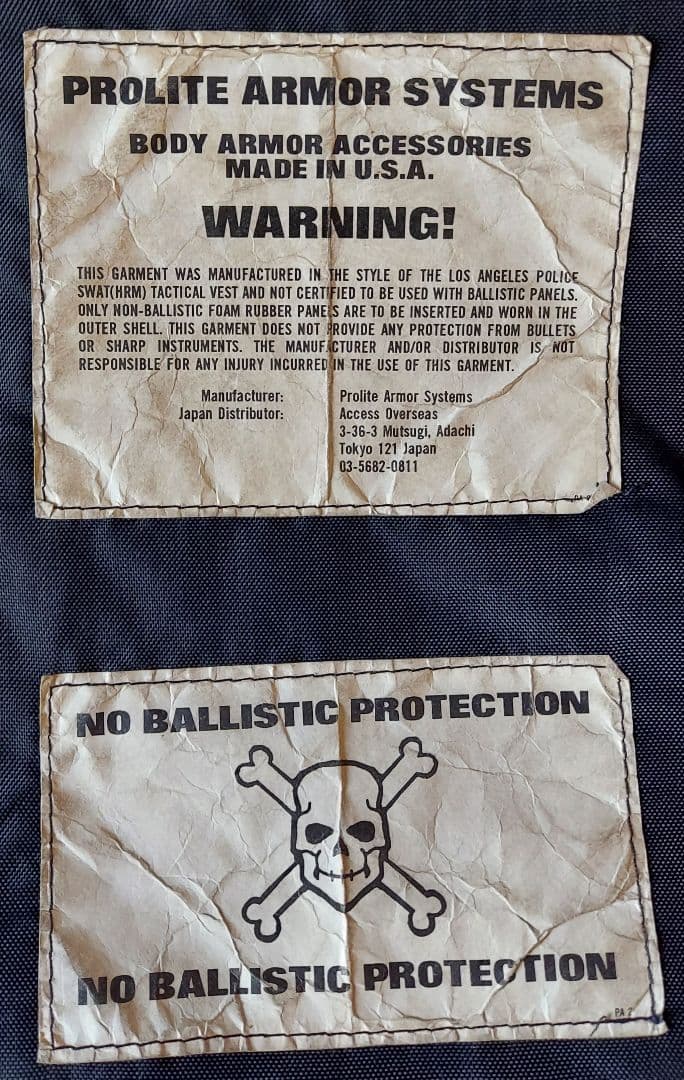 PROLITE ARMOR SYSTEMS
BODY ARMOR ACCESSORIES
MADE IN U.S.A.
WARNING!
THIS GARMENT WAS MANUFACTURED IN THE STYLE OF THE LOS ANGELES POLICE
SWAT(HRM) TACTICAL VEST AND NOT CERTIFIED TO BE USED WITH BALLISTIC PANELS.
ONLY NON-BALLISTIC FOAM RUBBER PANELS ARE TO BE INSERTED AND WORN IN THE
OUTER SHELL. THIS GARMENT DOES NOT PROVIDE ANY PROTECTION FROM BULLETS
OR SHARP INSTRUMENTS. THE MANUFACTURER AND/OR DISTRIBUTOR IS NOT
RESPONSIBLE FOR ANY INJURY INCURRED IN THE USE OF THIS GARMENT.
Manufacturer: Prolite Armor Systems
Japan Distributor: Access Overseas
3-36-3 Mutsugi, Adachi
Tokyo 121 Japan
03-5682-0811
NO BALLISTIC PROTECTION
NO BALLISTIC PROTECTION
PA 2